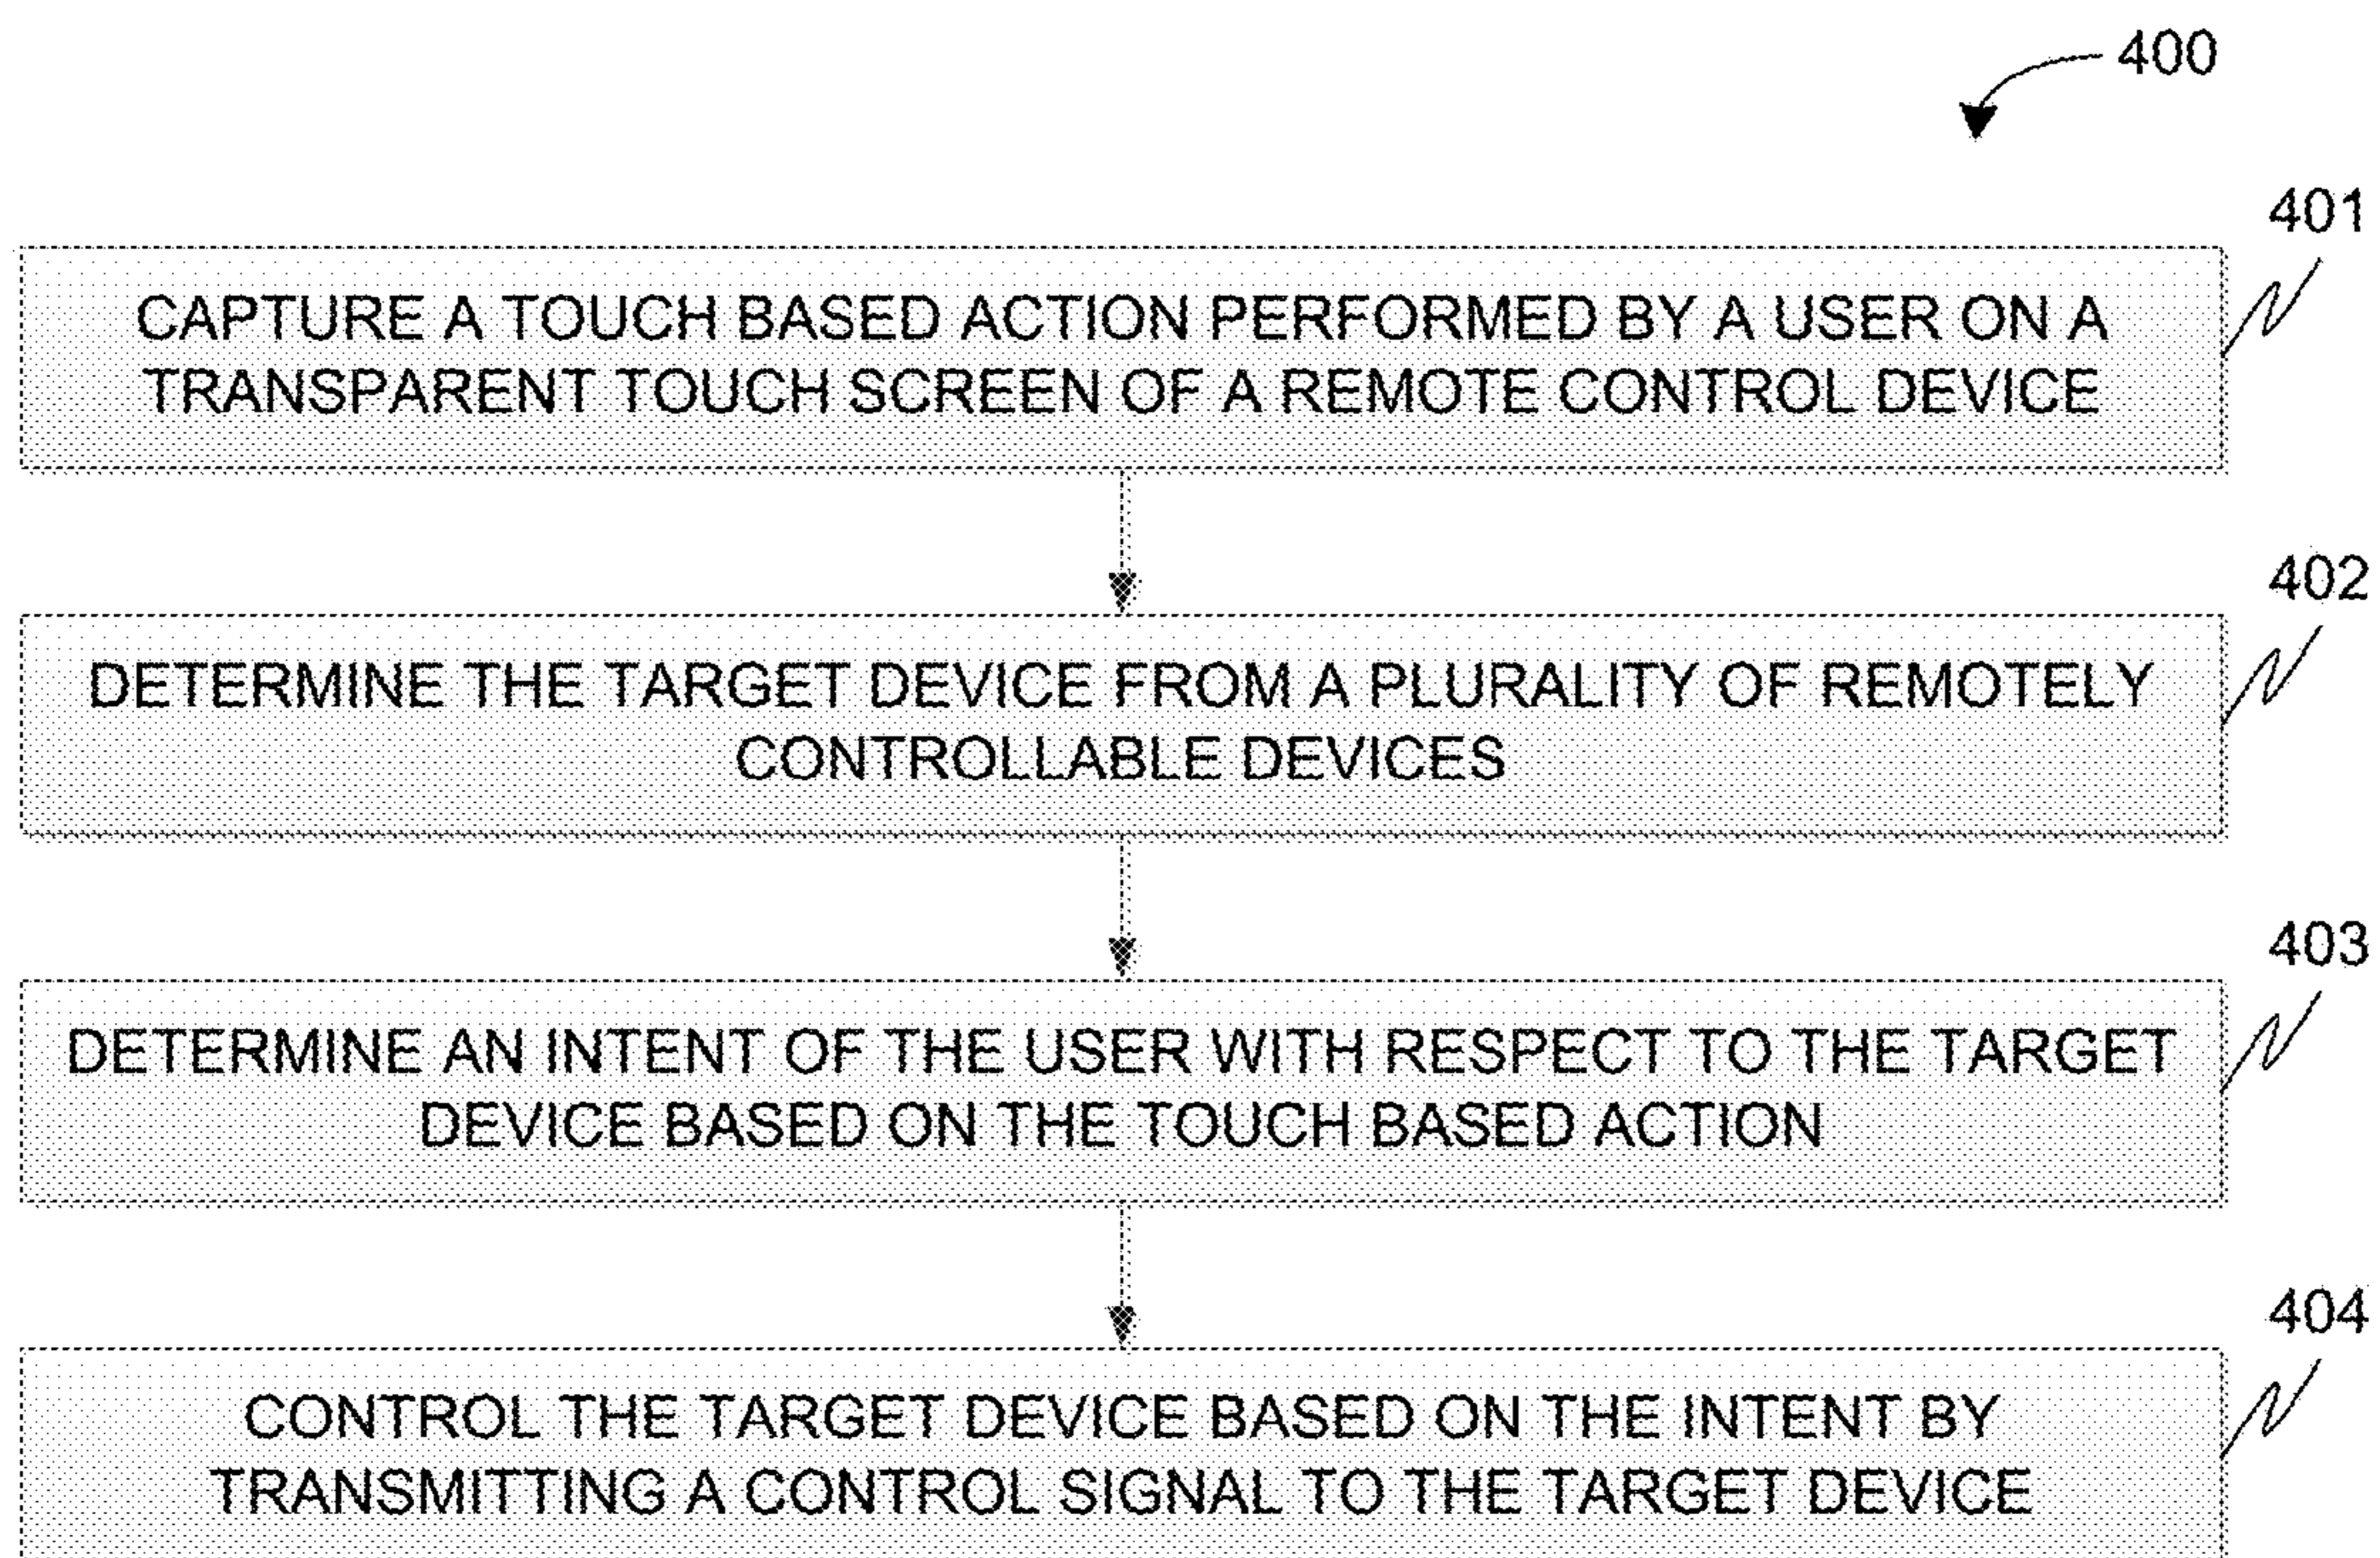 400
401
CAPTURE A TOUCH BASED ACTION PERFORMED BY A USER ON A
TRANSPARENT TOUCH SCREEN OF A REMOTE CONTROL DEVICE
402
DETERMINE THE TARGET DEVICE FROM A PLURALITY OF REMOTELY
CONTROLLABLE DEVICES
403
DETERMINE AN INTENT OF THE USER WITH RESPECT TO THE TARGET
DEVICE BASED ON THE TOUCH BASED ACTION
404
CONTROL THE TARGET DEVICE BASED ON THE INTENT BY
TRANSMITTING A CONTROL SIGNAL TO THE TARGET DEVICE